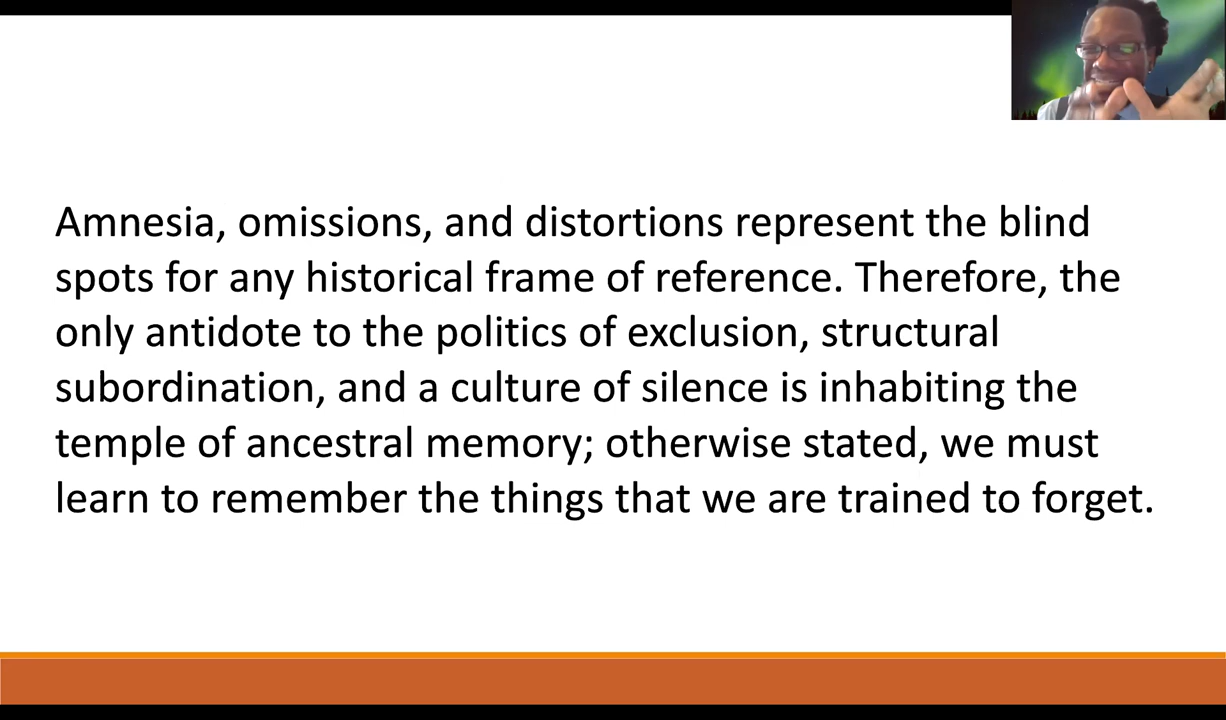 Amnesia, omissions, and distortions represent the blind
spots for any historical frame of reference. Therefore, the
only antidote to the politics of exclusion, structural
subordination, and a culture of silence is inhabiting the
temple of ancestral memory; otherwise stated, we must
learn to remember the things that we are trained to forget.